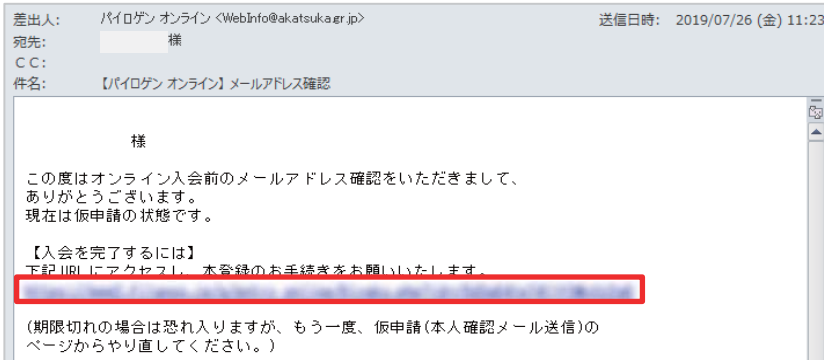 差出人: パイロゲン オンライン <WebInfo@akatsuka.gr.jp> 送信日時: 2019/07/26 (金) 11:23
宛先: 様
CC:
件名: 【パイロゲン オンライン】メールアドレス確認
様
この度はオンライン入会前のメールアドレス確認をいただきまして、
ありがとうございます。
現在は仮申請の状態です。
【入会を完了するには】
下記URLにアクセスし、本登録のお手続きをお願いいたします。
(期限切れの場合は恐れ入りますが、もう一度、仮申請(本人確認メール送信)の
ページからやり直してください。)